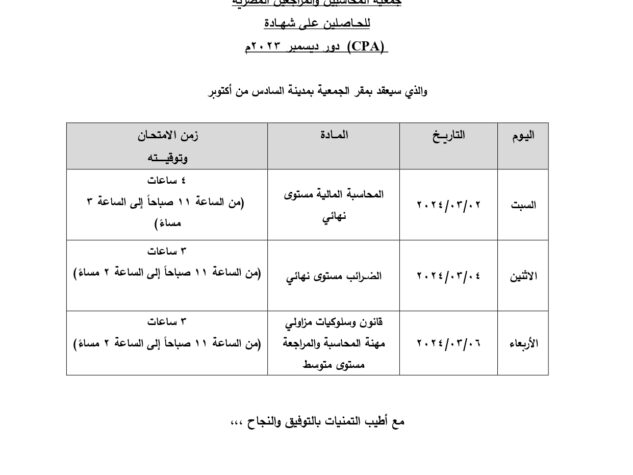 جمعية المحاسبين والمراجعين المصرية
للحاصلين على شهادة
(CPA) دور ديسمبر ٢٠٢٣م
والذي سيعقد بمقر الجمعية بمدينة السادس من أكتوبر
اليوم التاريخ المادة زمن الامتحان
وتوقيته
السبت ٢٠٢٤/٠٣/٠٢ المحاسبة المالية مستوى
نهائي
٤ ساعات
(من الساعة ١١ صباحاً إلى الساعة ٣
مساءً)
الاثنين ٢٠٢٤/٠٣/٠٤ الضرائب مستوى نهائي
٣ ساعات
(من الساعة ١١ صباحاً إلى الساعة ٢ مساءً)
الأربعاء ٢٠٢٤/٠٣/٠٦ قانون وسلوكيات مزاولي
مهنة المحاسبة والمراجعة
مستوى متوسط
٣ ساعات
(من الساعة ١١ صباحاً إلى الساعة ٢ مساءً)
مع أطيب التمنيات بالتوفيق والنجاح ،،،